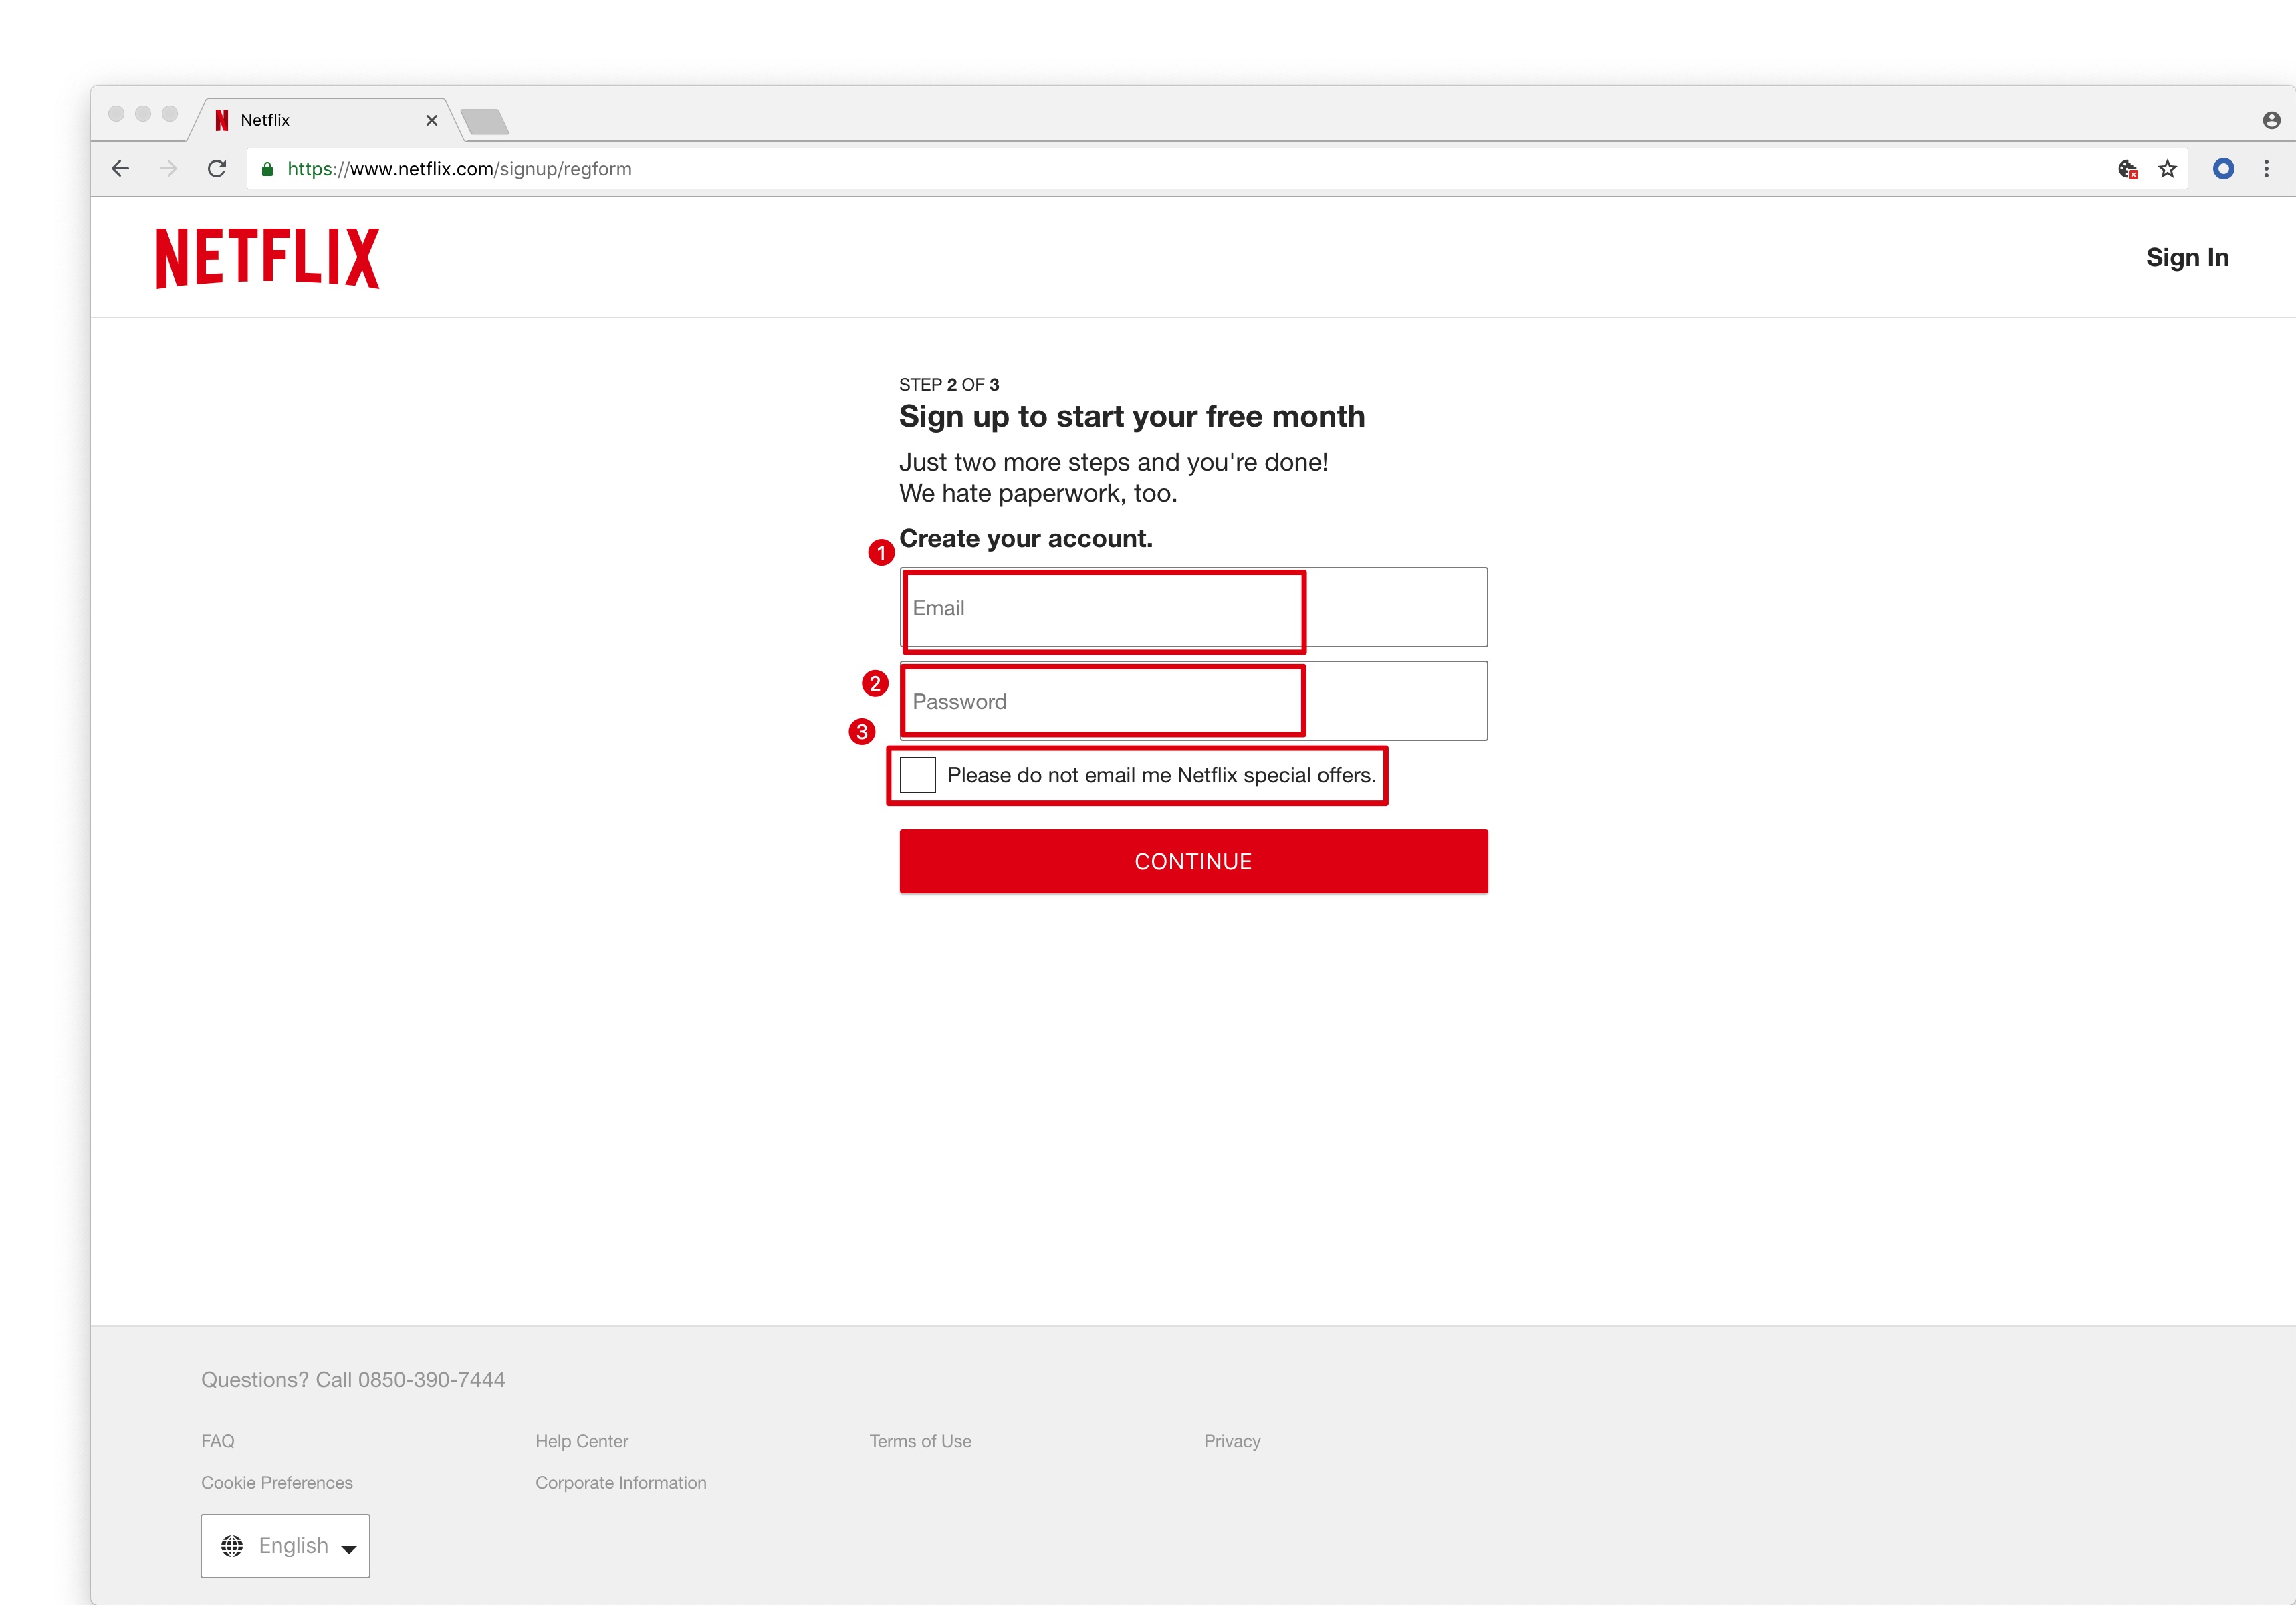 Netflix
https://www.netflix.com/signup/regform
NETFLIX
Sign In
STEP 2 OF 3
Sign up to start your free month
Just two more steps and you're done!
We hate paperwork, too.
Create your account.
1
Email
2
Password
3
Please do not email me Netflix special offers.
CONTINUE
Questions? Call 0850-390-7444
FAQ Help Center Terms of Use Privacy
Cookie Preferences Corporate Information
English